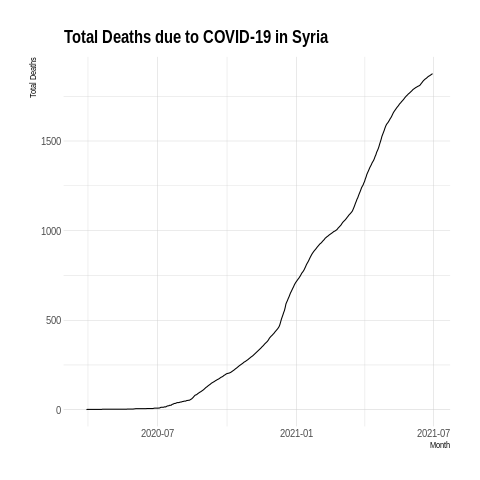 Total Deaths due to COVID-19 in Syria
Total Deaths
1500
1000
500
0
2020-07
2021-01
2021-07
Month